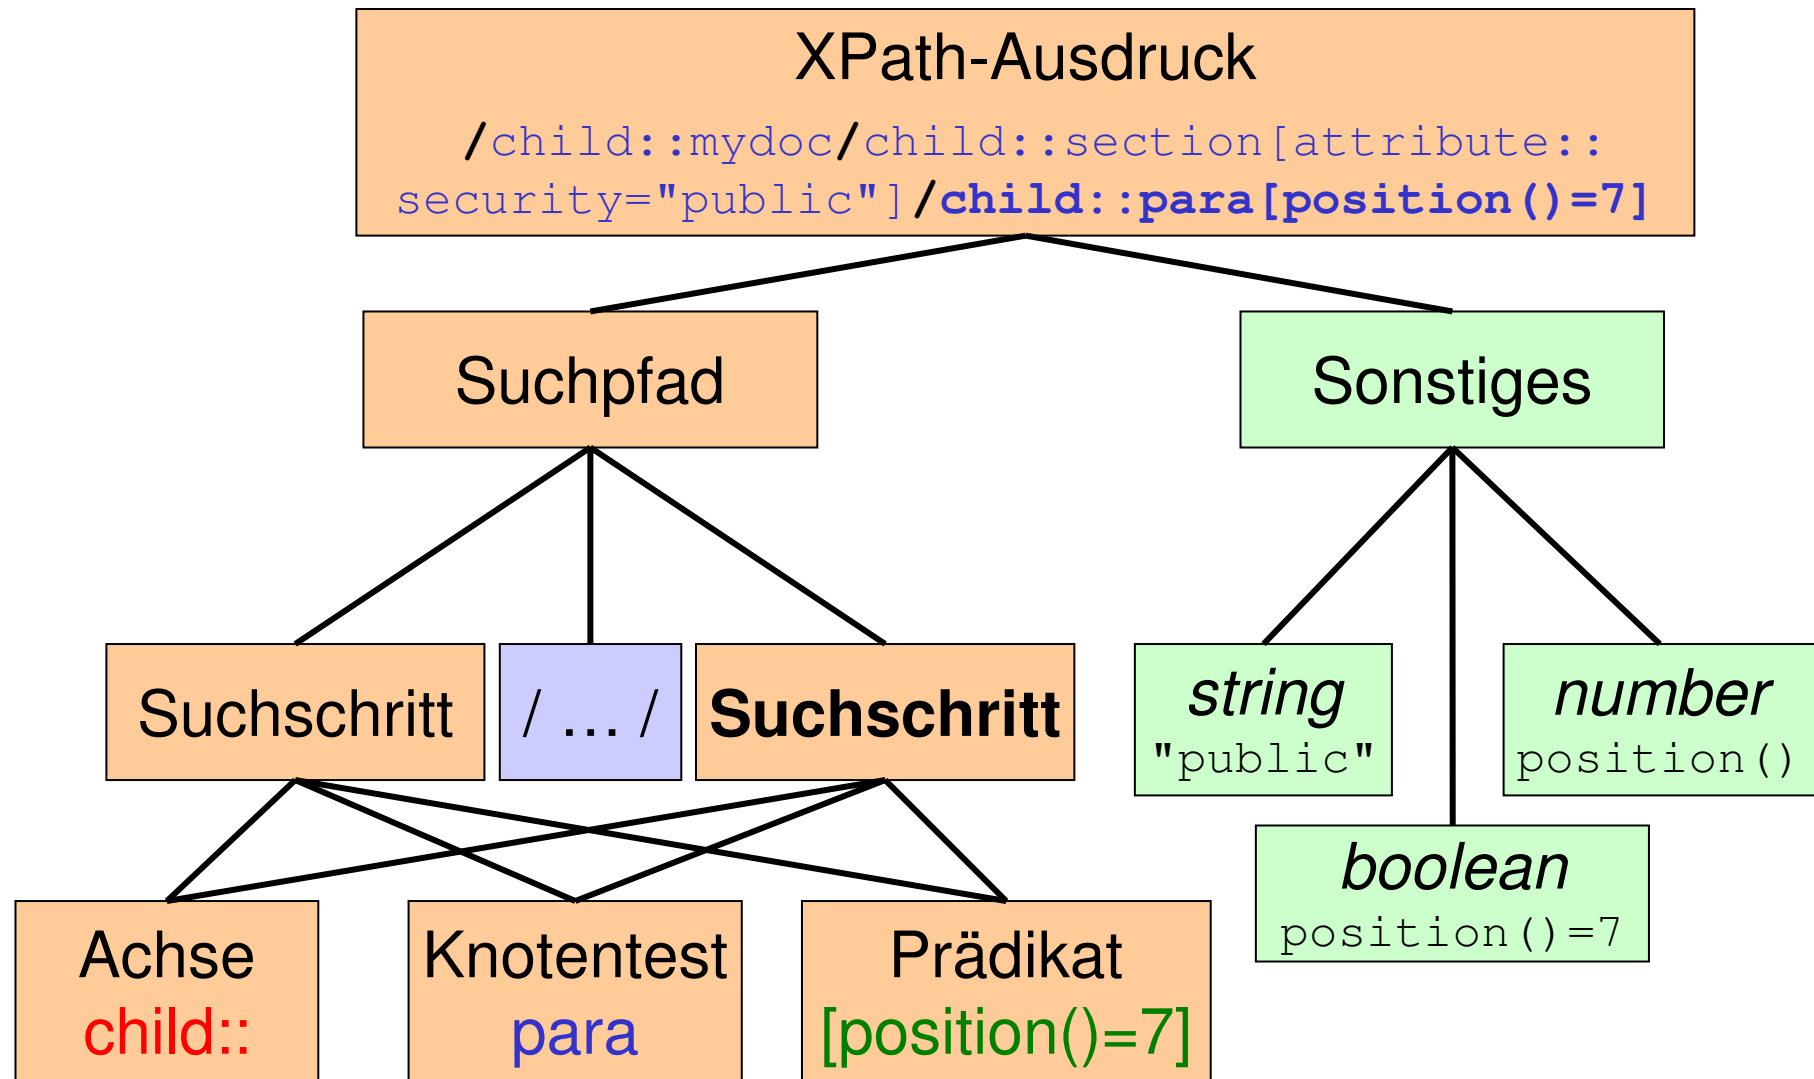 XPath-Ausdruck
/child::mydoc/child::section[attribute::
security="public"]/child::para[position()=7]
Suchpfad
Sonstiges
Suchschritt
/ … /
Suchschritt
string
"public"
number
position()
boolean
position()=7
Achse
child::
Knotentest
para
Prädikat
[position()=7]